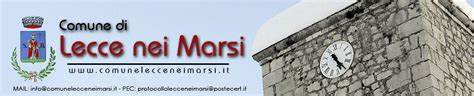 Comune di
Lecce nei Marsi
www.comunelecceneimarsi.it
MAIL: info@comunelecceneimarsi.it - PEC: protocollolecceneimarsi@postecert.it